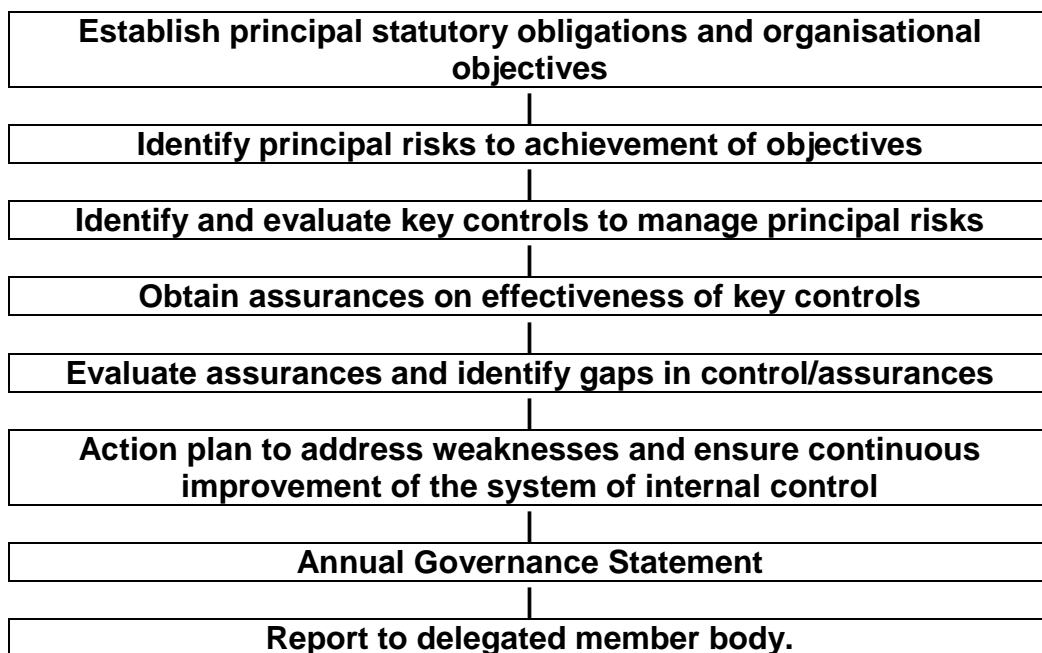 Establish principal statutory obligations and organisational
objectives
Identify principal risks to achievement of objectives
Identify and evaluate key controls to manage principal risks
Obtain assurances on effectiveness of key controls
Evaluate assurances and identify gaps in control/assurances
Action plan to address weaknesses and ensure continuous
improvement of the system of internal control
Annual Governance Statement
Report to delegated member body.